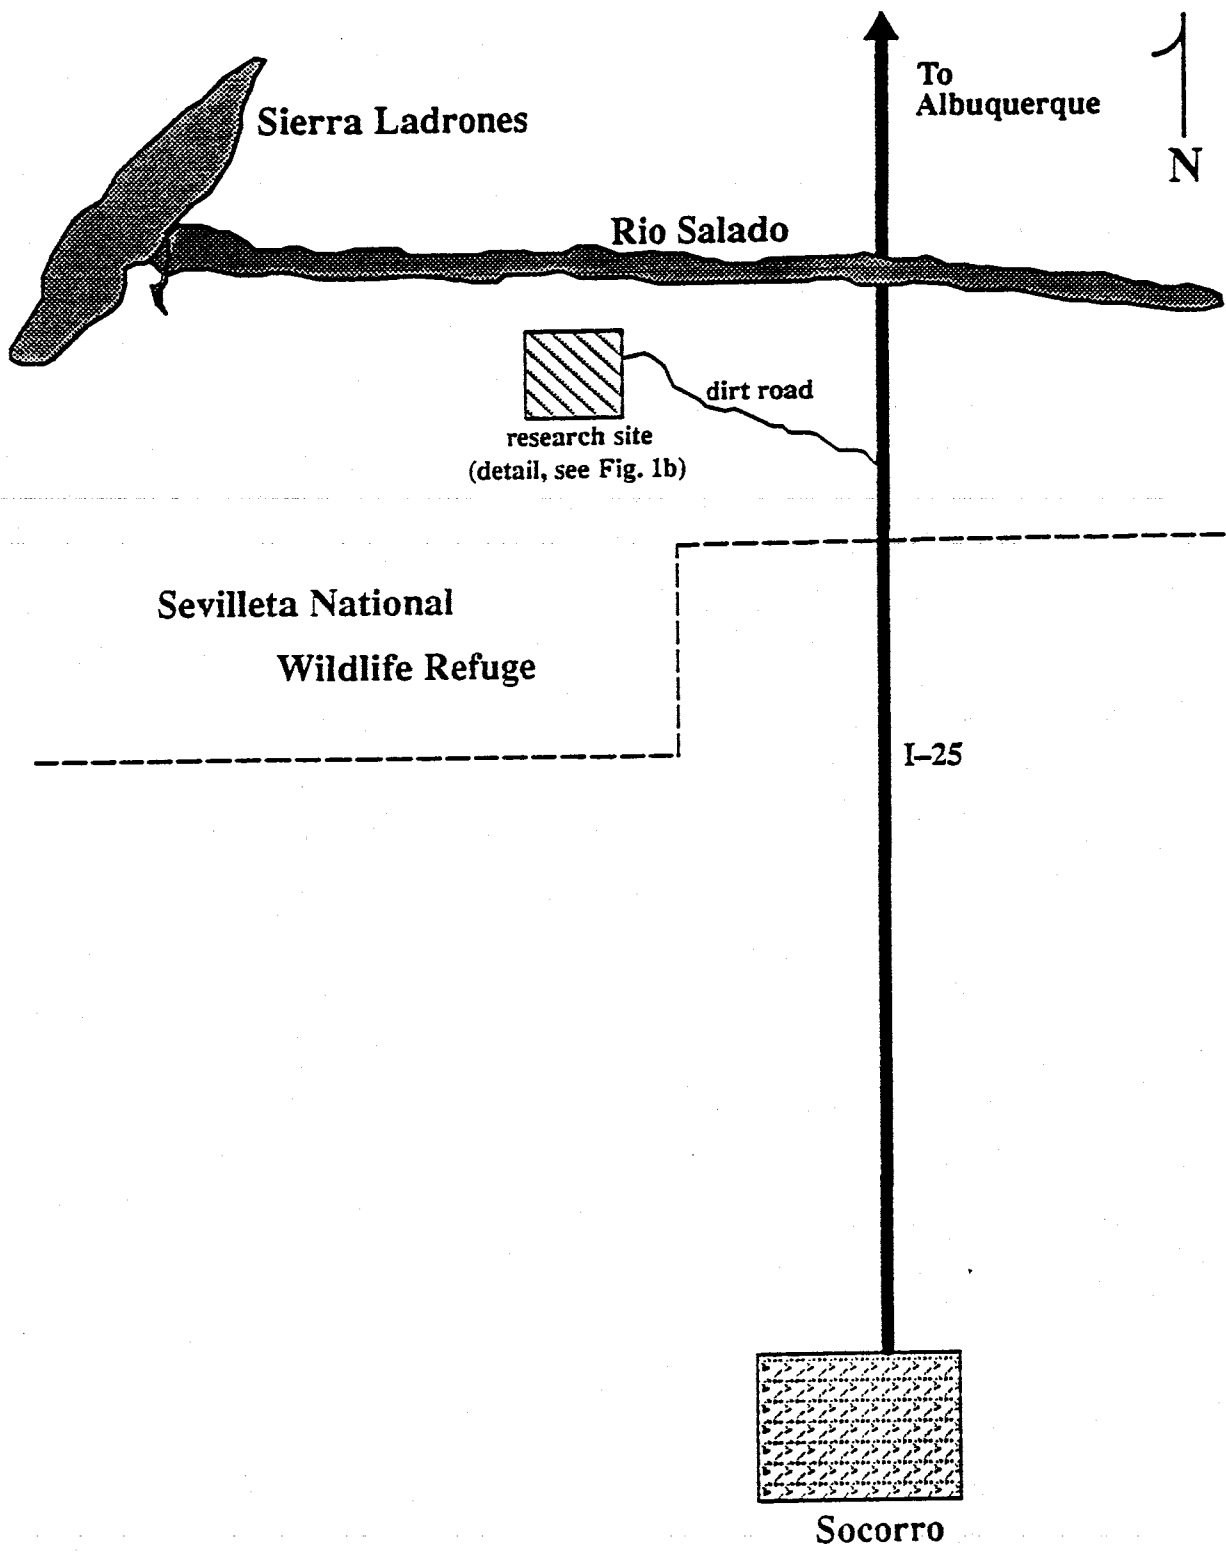 To
Albuquerque
Sierra Ladrones
N
Rio Salado
dirt road
research site
(detail, see Fig. 1b)
Sevilleta National
Wildlife Refuge
I–25
Socorro